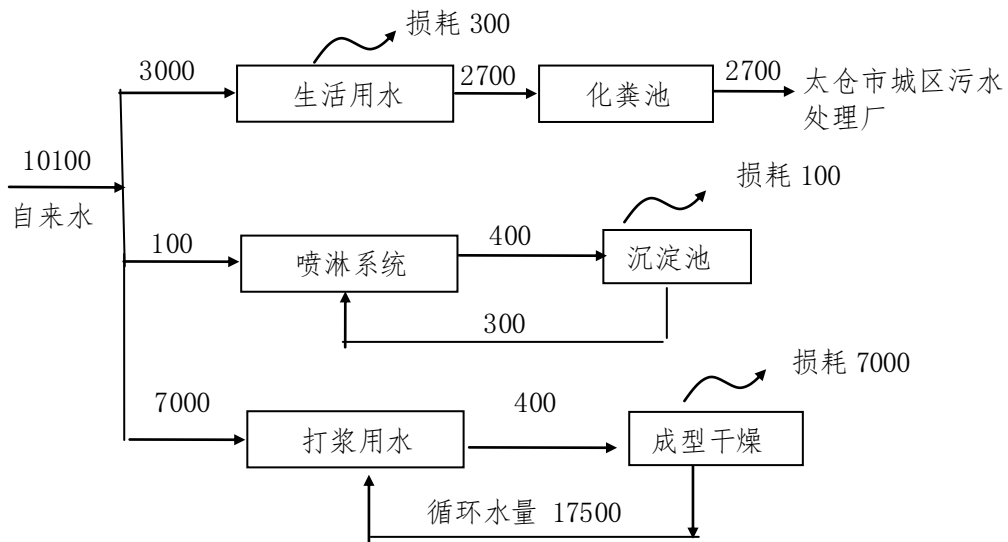 损耗 300
3000
生活用水
2700
化粪池
2700
太仓市城区污水
处理厂
10100
自来水
损耗 100
100
喷淋系统
400
沉淀池
300
损耗 7000
7000
打浆用水
400
成型干燥
循环水量 17500